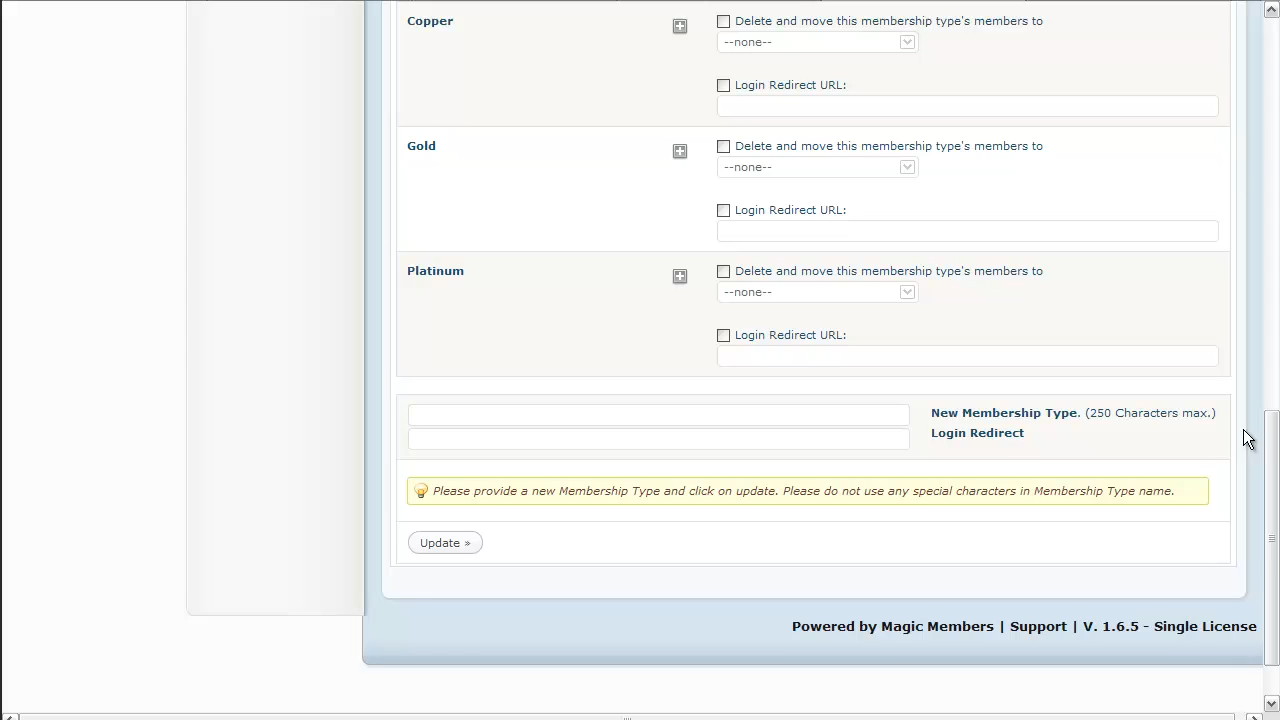 Copper
Delete and move this membership type's members to
--none--
Login Redirect URL:
Gold
Delete and move this membership type's members to
--none--
Login Redirect URL:
Platinum
Delete and move this membership type's members to
--none--
Login Redirect URL:
New Membership Type. (250 Characters max.)
Login Redirect
Please provide a new Membership Type and click on update. Please do not use any special characters in Membership Type name.
Update »
Powered by Magic Members | Support | V. 1.6.5 - Single License